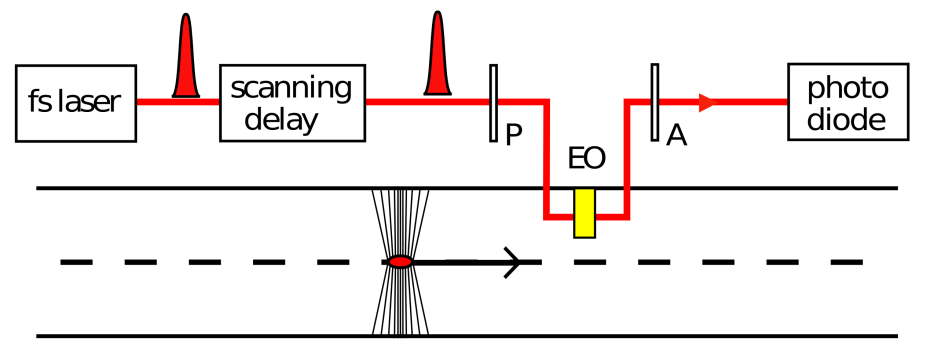 fs laser
scanning
delay
P
EO
A
photo
diode